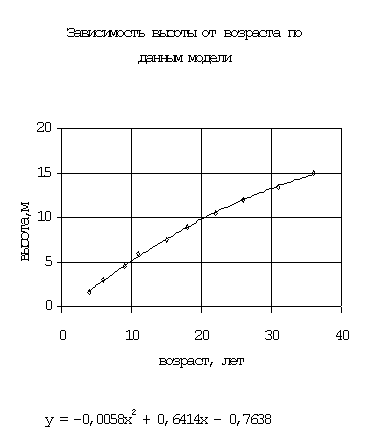 Зависимость высоты от возраста по
данным модели
20
15
10
5
0
высота,м
0 10 20 30 40
возраст, лет
y = -0,0058x² + 0,6414x - 0,7638